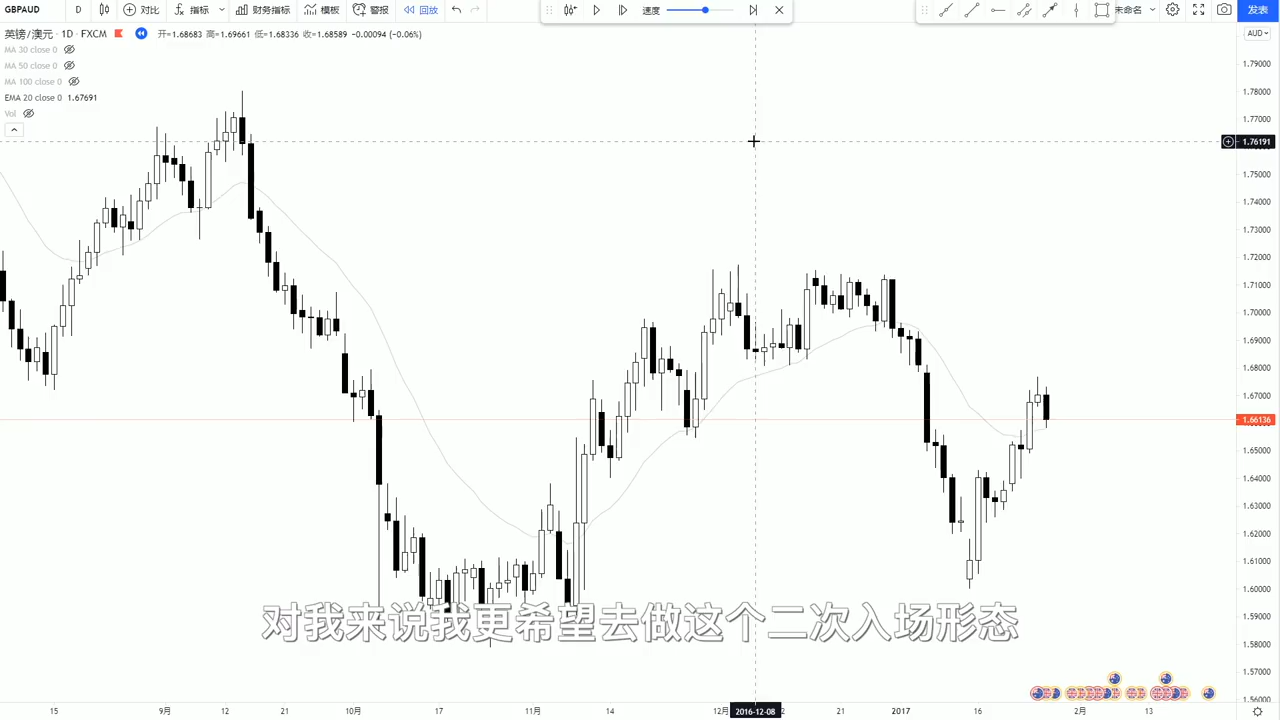 GBPAUD D 对比 指标 财务指标 模板 警报 回放 速度 未命名 发表
英镑/澳元 · 1D · FXCM 开=1.68683 高=1.69661 低=1.68336 收=1.68589 -0.00094 (-0.06%) AUD
MA 30 close 0
MA 50 close 0
MA 100 close 0
EMA 20 close 0 1.67691
Vol
1.79000
1.78000
1.77000
1.76191
1.75000
1.74000
1.73000
1.72000
1.71000
1.70000
1.69000
1.68000
1.67000
1.66136
1.65000
1.64000
1.63000
1.62000
1.61000
1.60000
1.59000
1.58000
1.57000
1.56000
对我来说我更希望去做这个二次入场形态
15 9月 12 21 10月 17 11月 14 12月 2016-12-08 2 21 2017 16 2月 13